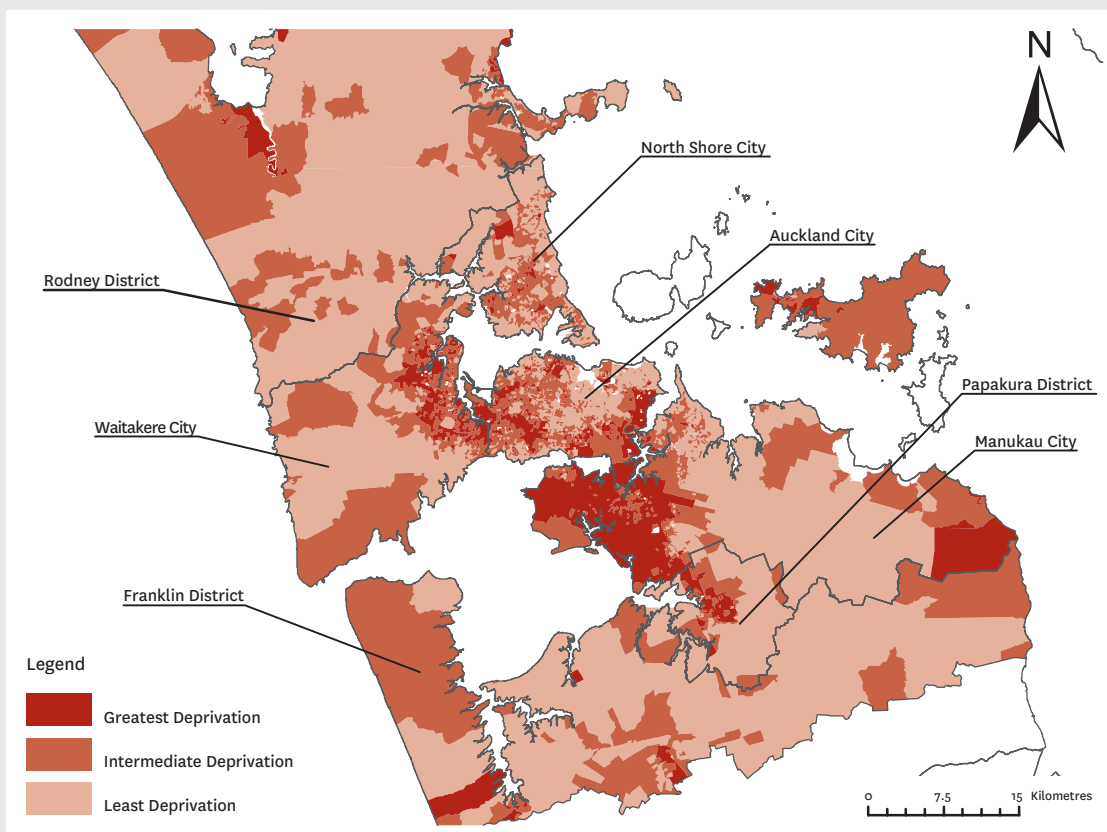 N
North Shore City
Auckland City
Rodney District
Papakura District
Waitakere City
Manukau City
Franklin District
Legend
Greatest Deprivation
Intermediate Deprivation
Least Deprivation
0 7·5 15 Kilometres